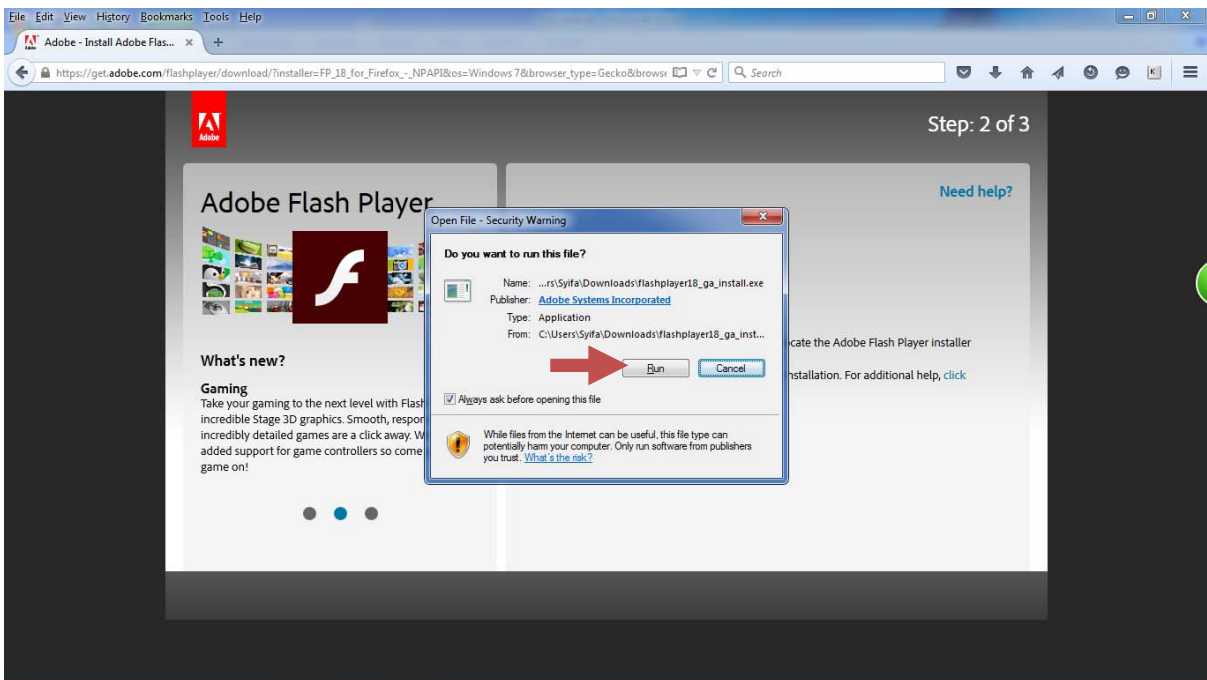 File Edit View History Bookmarks Tools Help
Adobe - Install Adobe Flas... × +
https://get.adobe.com/flashplayer/download/?installer=FP_18_for_Firefox_-_NPAPI&os=Windows 7&browser_type=Gecko&browse
Search
Adobe
Step: 2 of 3
Need help?
Adobe Flash Player
Open File - Security Warning
Do you want to run this file?
Name: ...rs\Syifa\Downloads\flashplayer18_ga_install.exe
Publisher: Adobe Systems Incorporated
Type: Application
From: C:\Users\Syifa\Downloads\flashplayer18_ga_inst...
Run Cancel
Always ask before opening this file
While files from the Internet can be useful, this file type can
potentially harm your computer. Only run software from publishers
you trust. What's the risk?
cate the Adobe Flash Player installer
nstallation. For additional help, click
What's new?
Gaming
Take your gaming to the next level with Flash
incredible Stage 3D graphics. Smooth, respon
incredibly detailed games are a click away. W
added support for game controllers so come
game on!